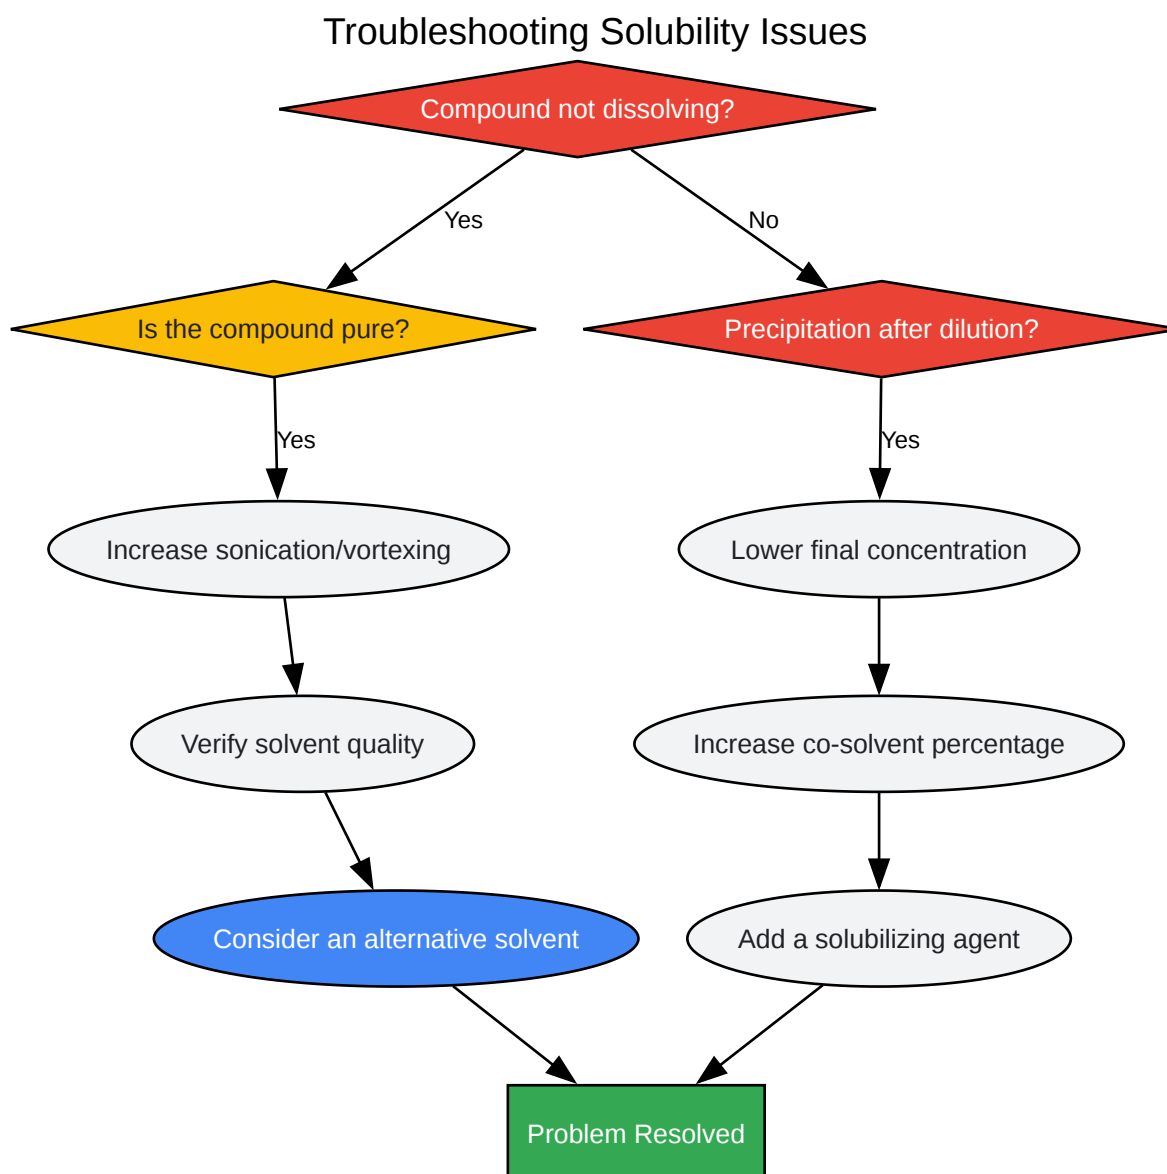 Troubleshooting Solubility Issues
Compound not dissolving?
Yes
No
Is the compound pure?
Precipitation after dilution?
Yes
Yes
Increase sonication/vortexing
Lower final concentration
Verify solvent quality
Increase co-solvent percentage
Consider an alternative solvent
Add a solubilizing agent
Problem Resolved